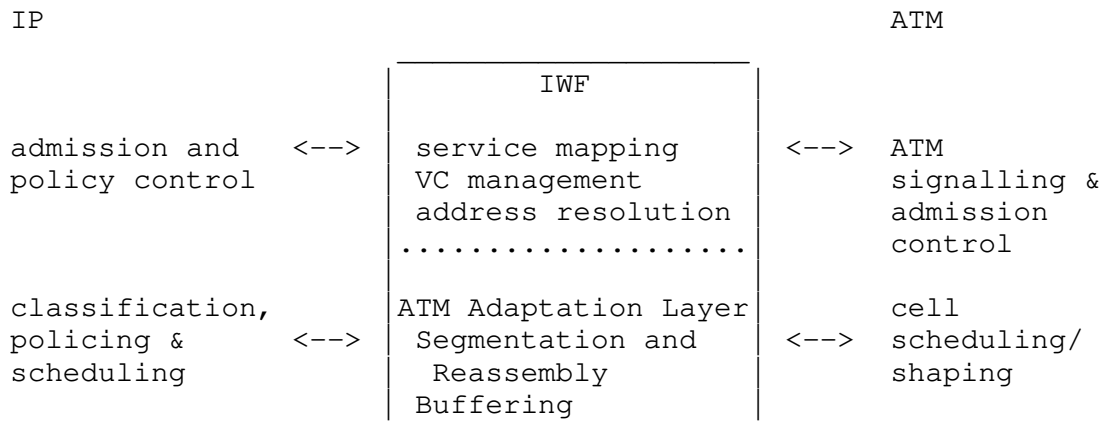 IP                                                ATM
                     ____________________
                    |        IWF         |
                    |                    |
admission and  <--> | service mapping    | <-->  ATM
policy control      | VC management      |       signalling &
                    | address resolution |       admission
                    |....................|       control
                    |                    |
classification,     |ATM Adaptation Layer|       cell
policing &     <--> | Segmentation and   | <-->  scheduling/
scheduling          |  Reassembly        |       shaping
                    | Buffering          |